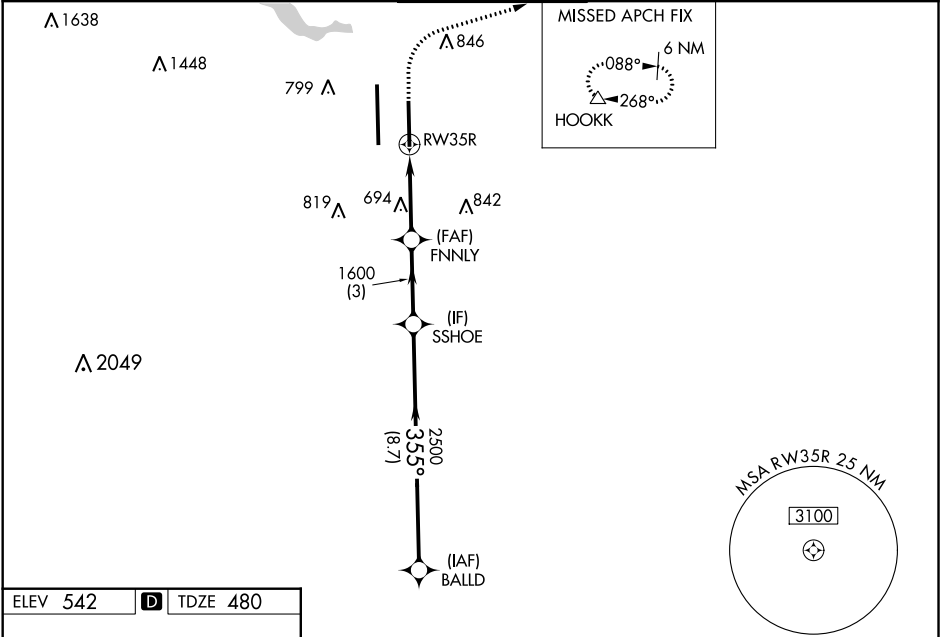 1638
1448
799
846
MISSED APCH FIX
6 NM
088°
268°
HOOKK
RW35R
819
694
842
(FAF)
FNNLY
1600
(3)
(IF)
SSHOE
2049
2500
355°
(8.7)
(IAF)
BALLD
MSA RW35R 25 NM
3100
ELEV 542 D TDZE 480